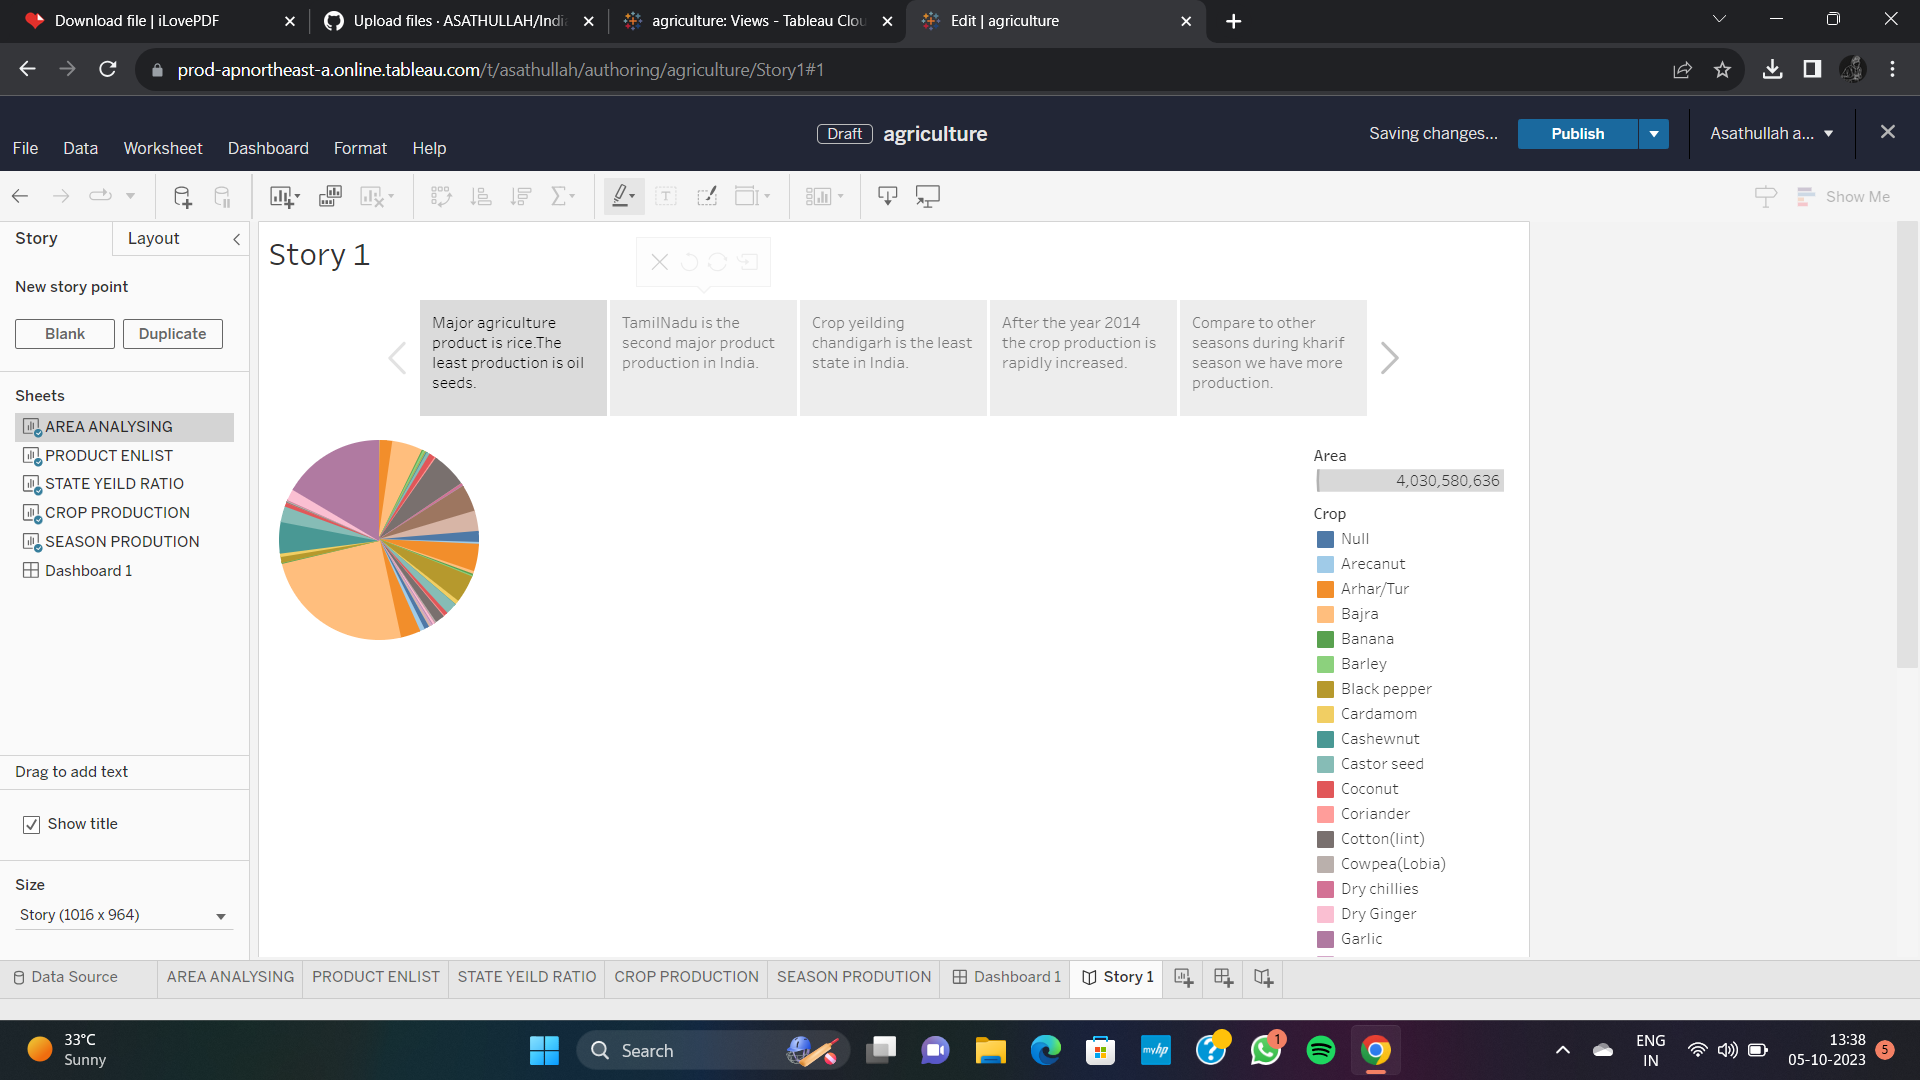 Download file | iLovePDF
Upload files · ASATHULLAH/India
agriculture: Views - Tableau Clou
Edit | agriculture
prod-apnortheast-a.online.tableau.com/t/asathullah/authoring/agriculture/Story1#1
Draft agriculture
Saving changes...
Publish
Asathullah a...
File Data Worksheet Dashboard Format Help
Show Me
Story Layout
New story point
Blank Duplicate
Sheets
AREA ANALYSING
PRODUCT ENLIST
STATE YEILD RATIO
CROP PRODUCTION
SEASON PRODUTION
Dashboard 1
Drag to add text
Show title
Size
Story (1016 x 964)
Story 1
Major agriculture
product is rice.The
least production is oil
seeds.
TamilNadu is the
second major product
production in India.
Crop yeilding
chandigarh is the least
state in India.
After the year 2014
the crop production is
rapidly increased.
Compare to other
seasons during kharif
season we have more
production.
Area
4,030,580,636
Crop
Null
Arecanut
Arhar/Tur
Bajra
Banana
Barley
Black pepper
Cardamom
Cashewnut
Castor seed
Coconut
Coriander
Cotton(lint)
Cowpea(Lobia)
Dry chillies
Dry Ginger
Garlic
Data Source AREA ANALYSING PRODUCT ENLIST STATE YEILD RATIO CROP PRODUCTION SEASON PRODUTION Dashboard 1 Story 1
33°C
Sunny
Search
myhp
1
ENG
IN
13:38
05-10-2023
5